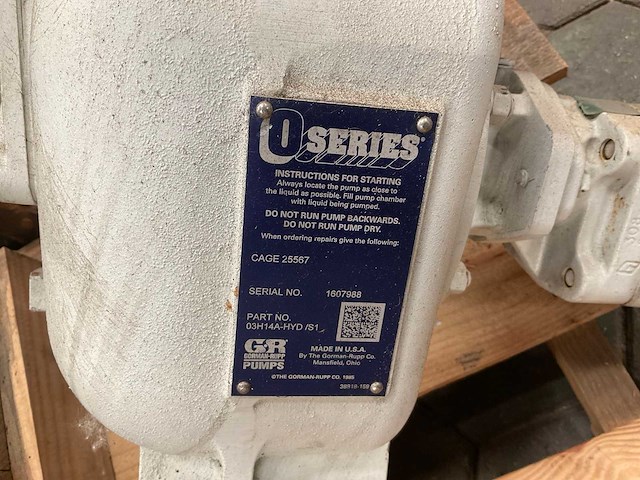 O SERIES®
INSTRUCTIONS FOR STARTING
Always locate the pump as close to
the liquid as possible. Fill pump chamber
with liquid being pumped.
DO NOT RUN PUMP BACKWARDS.
DO NOT RUN PUMP DRY.
When ordering repairs give the following:
CAGE 25567
SERIAL NO. 1607988
PART NO.
03H14A-HYD /S1
GR
GORMAN-RUPP
PUMPS
MADE IN U.S.A.
By The Gorman-Rupp Co.
Mansfield, Ohio
©THE GORMAN-RUPP CO. 1995